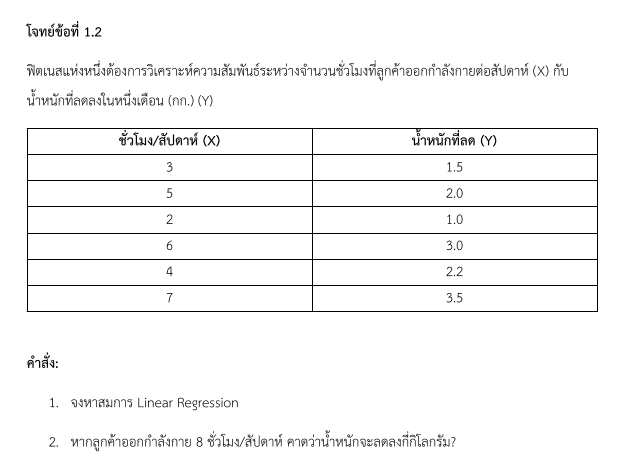 โจทย์ข้อที่ 1.2
ฟิตเนสแห่งหนึ่งต้องการวิเคราะห์ความสัมพันธ์ระหว่างจำนวนชั่วโมงที่ลูกค้าออกกำลังกายต่อสัปดาห์ (X) กับ
น้ำหนักที่ลดลงในหนึ่งเดือน (กก.) (Y)
ชั่วโมง/สัปดาห์ (X) น้ำหนักที่ลด (Y)
3 1.5
5 2.0
2 1.0
6 3.0
4 2.2
7 3.5
คำสั่ง:
1. จงหาสมการ Linear Regression
2. หากลูกค้าออกกำลังกาย 8 ชั่วโมง/สัปดาห์ คาดว่าน้ำหนักจะลดลงกี่กิโลกรัม?